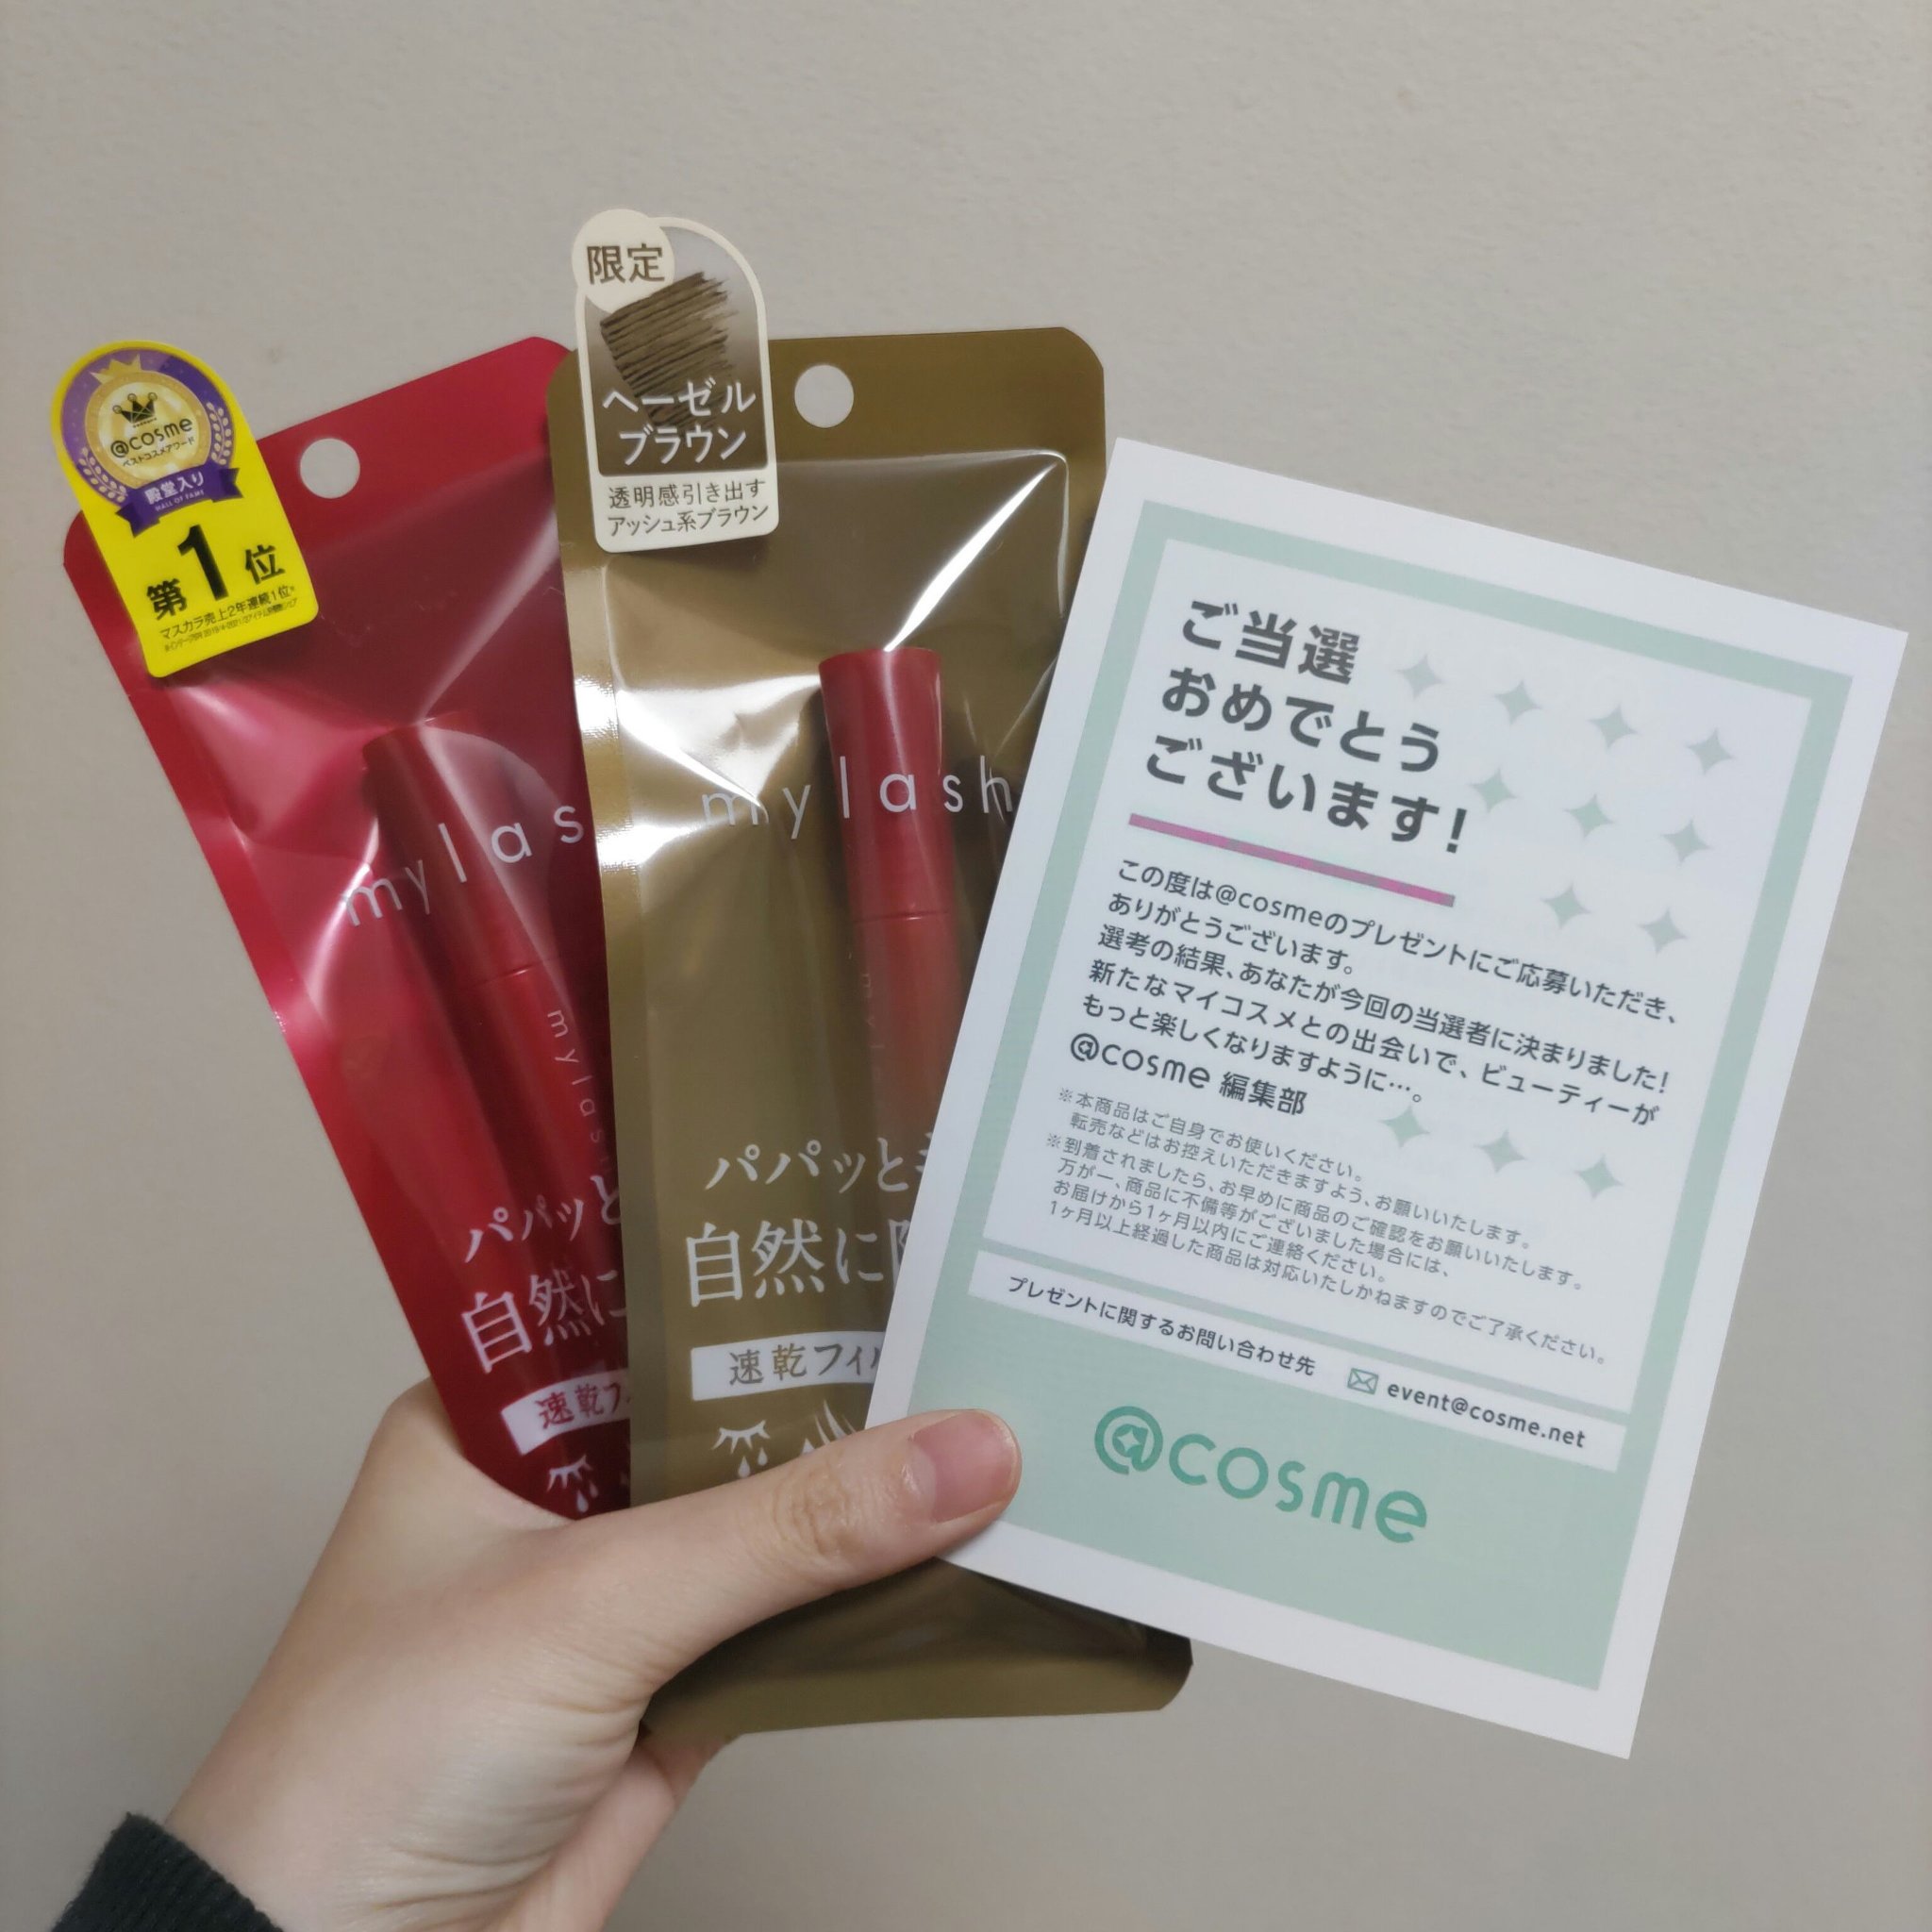 @cosme
ベストコスメアワード
殿堂入り
HALL OF FAME
第1位
マスカラ売上2年連続1位※
mylas
mylas
パパッと
自然に
速乾フ
限定
ヘーゼル
ブラウン
透明感引き出す
アッシュ系ブラウン
mylash
パパッと
自然に
速乾フィル
ご当選
おめでとう
ございます!
この度は@cosmeのプレゼントにご応募いただき、
ありがとうございます。
選考の結果、あなたが今回の当選者に決まりました!
新たなマイコスメとの出会いで、ビューティーが
もっと楽しくなりますように…。
@cosme 編集部
※本商品はご自身でお使いください。
転売などはお控えいただきますよう、お願いいたします。
※到着されましたら、お早めに商品のご確認をお願いいたします。
万が一、商品に不備等がございました場合には、
お届けから1ヶ月以内にご連絡ください。
1ヶ月以上経過した商品は対応いたしかねますのでご了承ください。
プレゼントに関するお問い合わせ先
event@cosme.net
@cosme